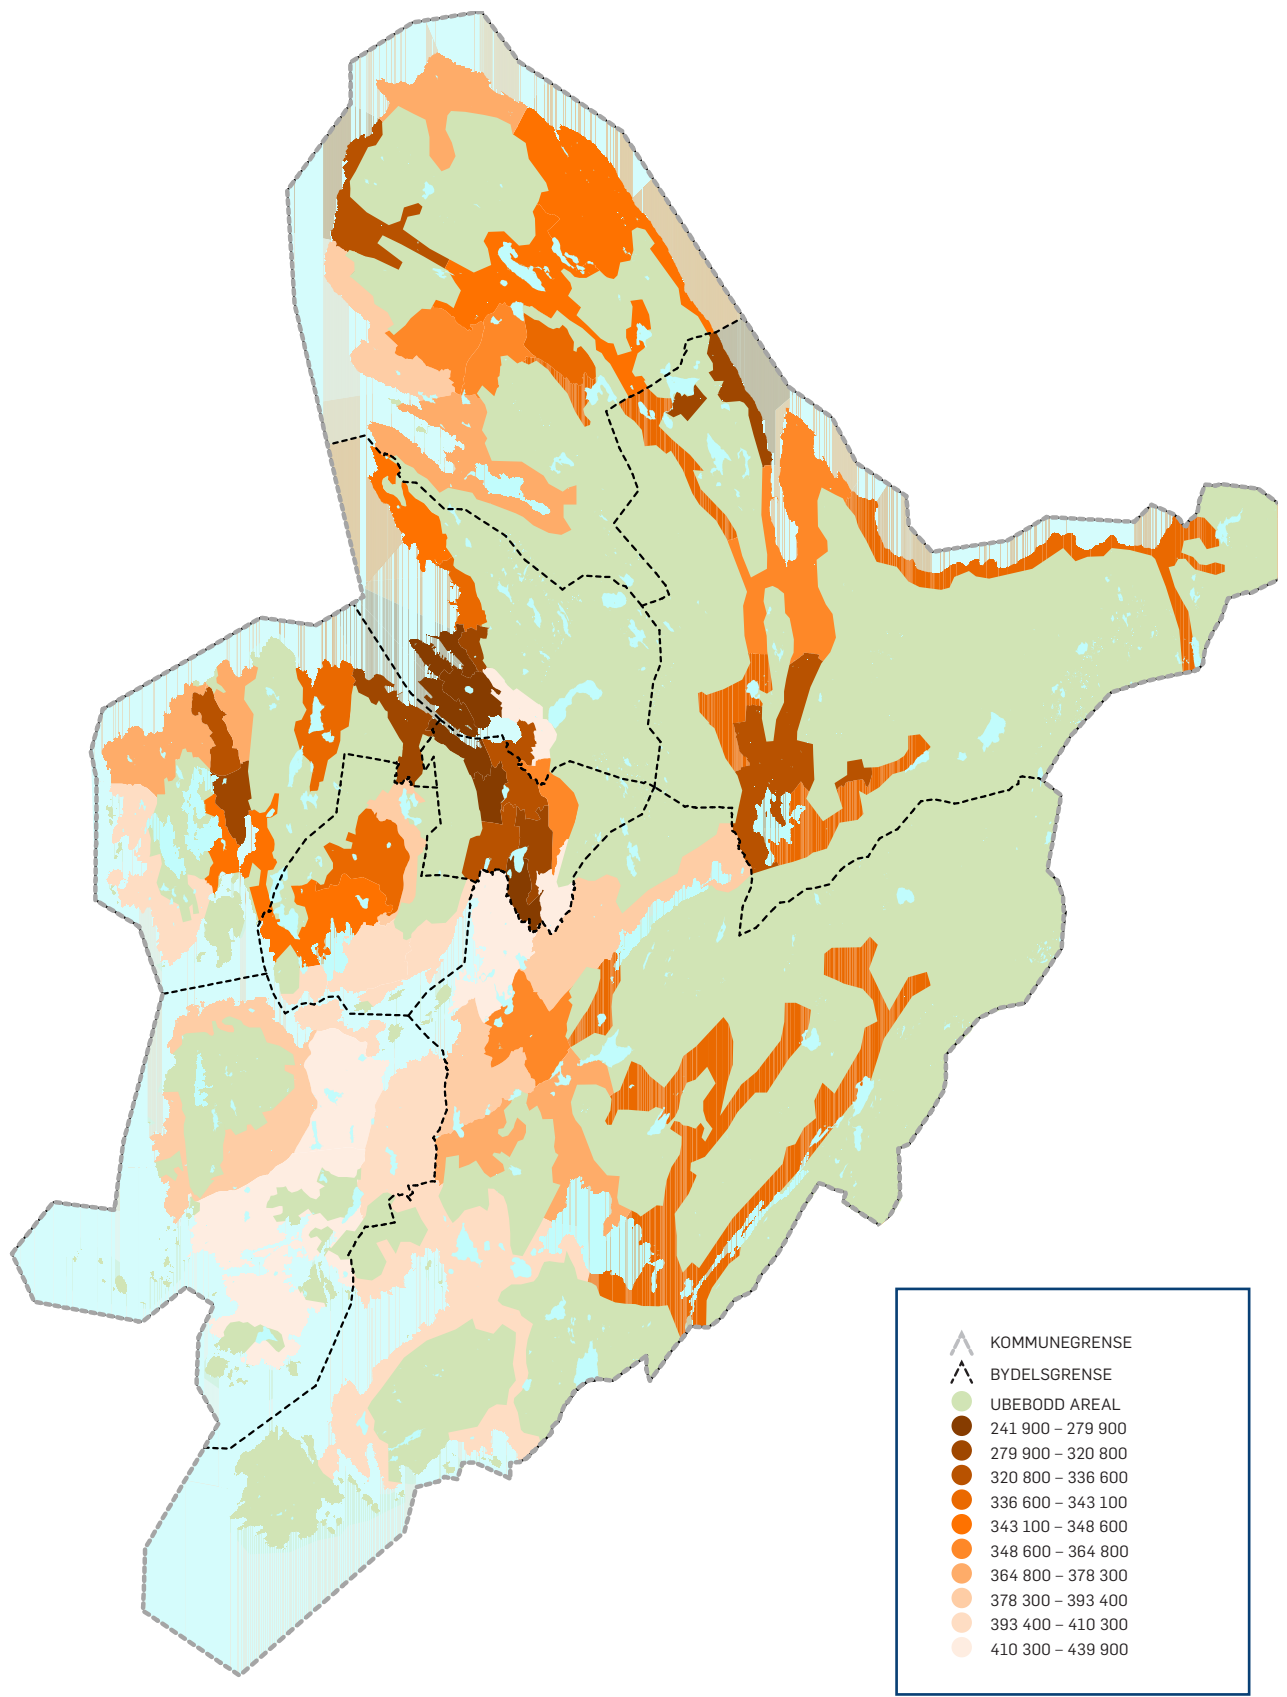 KOMMUNEGRENSE
BYDELSGRENSE
UBEBODD AREAL
241 900 – 279 900
279 900 – 320 800
320 800 – 336 600
336 600 – 343 100
343 100 – 348 600
348 600 – 364 800
364 800 – 378 300
378 300 – 393 400
393 400 – 410 300
410 300 – 439 900